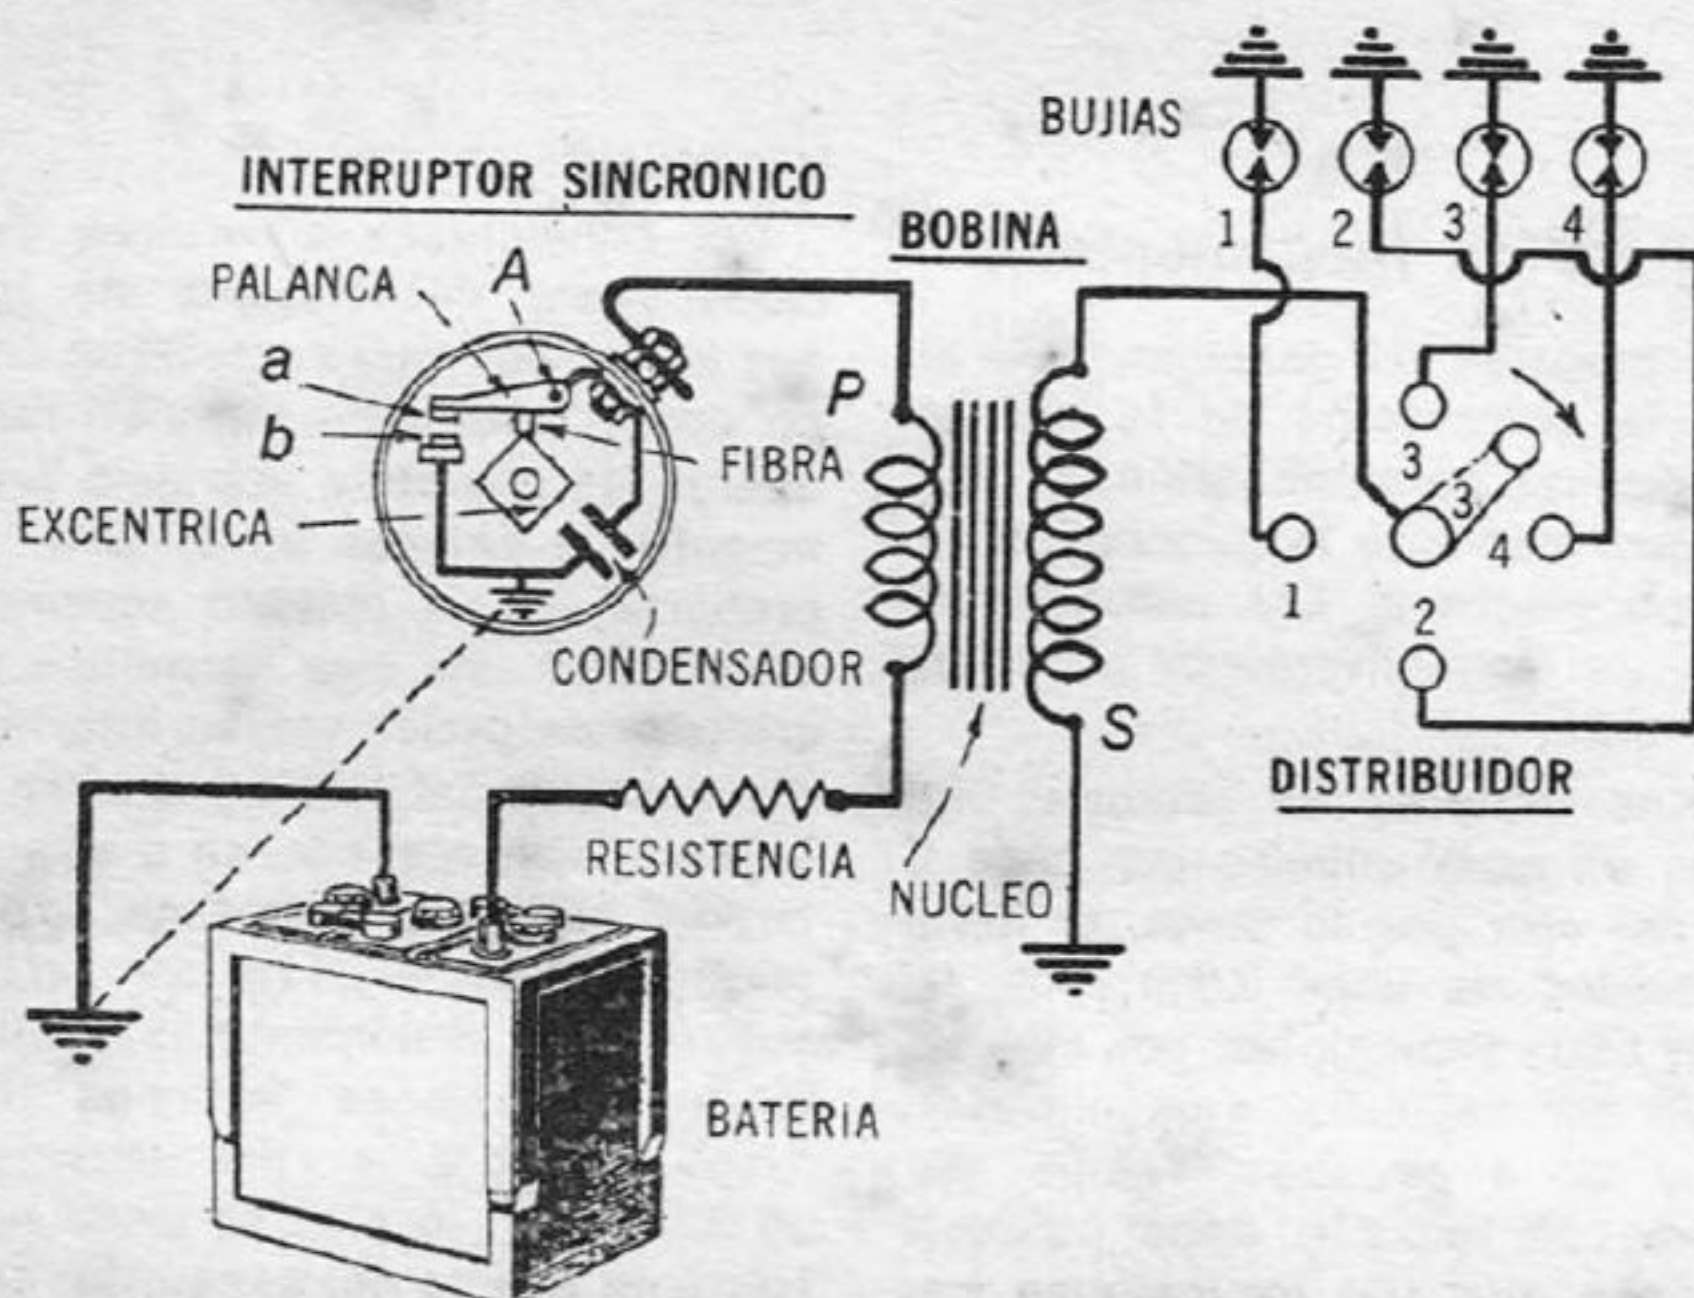 BUJIAS
1 2 3 4
INTERRUPTOR SINCRONICO
BOBINA
PALANCA A
a
b
P
FIBRA
EXCENTRICA
3
3
4
1
2
CONDENSADOR
S
DISTRIBUIDOR
RESISTENCIA
NUCLEO
BATERIA